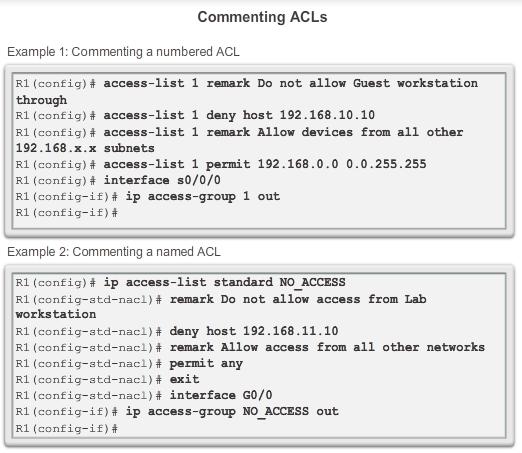 Commenting ACLs
Example 1: Commenting a numbered ACL
R1(config)# access-list 1 remark Do not allow Guest workstation
through
R1(config)# access-list 1 deny host 192.168.10.10
R1(config)# access-list 1 remark Allow devices from all other
192.168.x.x subnets
R1(config)# access-list 1 permit 192.168.0.0 0.0.255.255
R1(config)# interface s0/0/0
R1(config-if)# ip access-group 1 out
R1(config-if)#
Example 2: Commenting a named ACL
R1(config)# ip access-list standard NO_ACCESS
R1(config-std-nacl)# remark Do not allow access from Lab
workstation
R1(config-std-nacl)# deny host 192.168.11.10
R1(config-std-nacl)# remark Allow access from all other networks
R1(config-std-nacl)# permit any
R1(config-std-nacl)# exit
R1(config-std-nacl)# interface G0/0
R1(config-if)# ip access-group NO_ACCESS out
R1(config-if)#